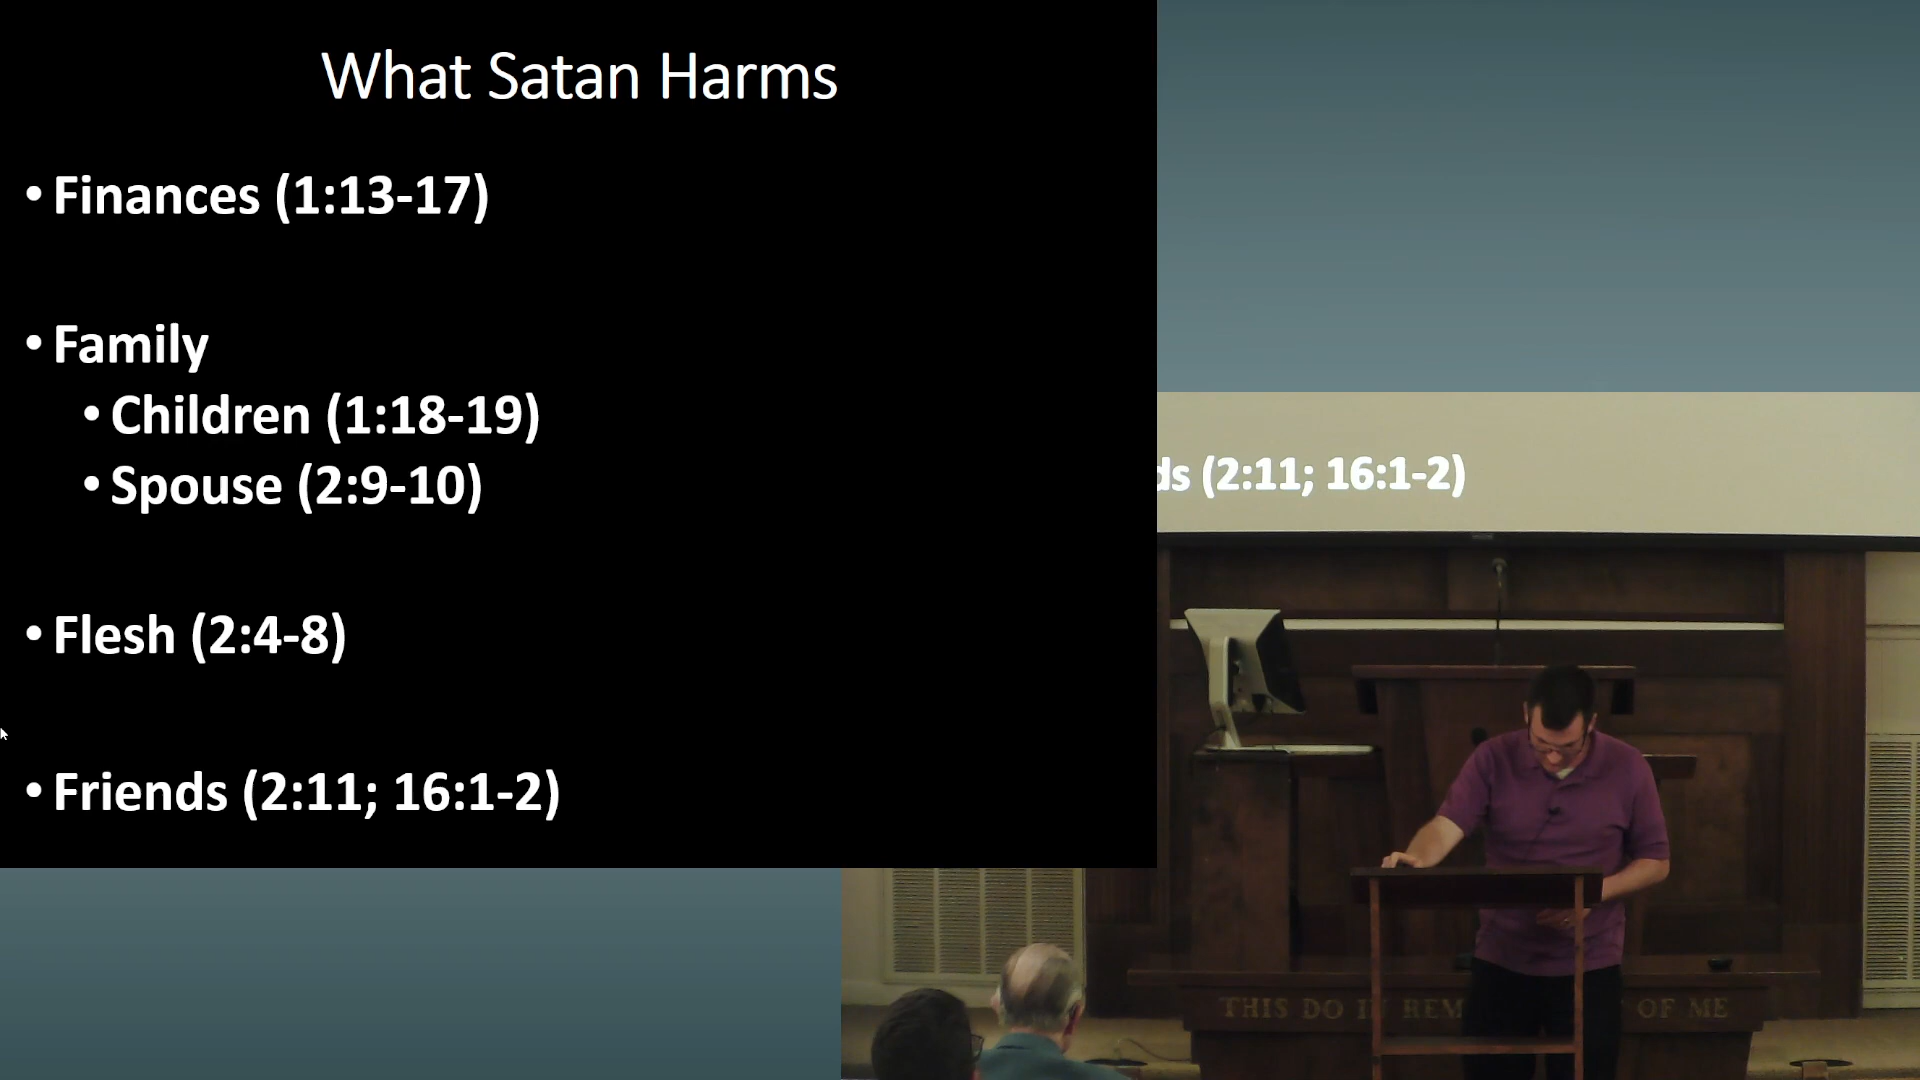 What Satan Harms
• Finances (1:13-17)
• Family
• Children (1:18-19)
• Spouse (2:9-10)
• Flesh (2:4-8)
• Friends (2:11; 16:1-2)
ds (2:11; 16:1-2)
THIS DO I REM OF ME